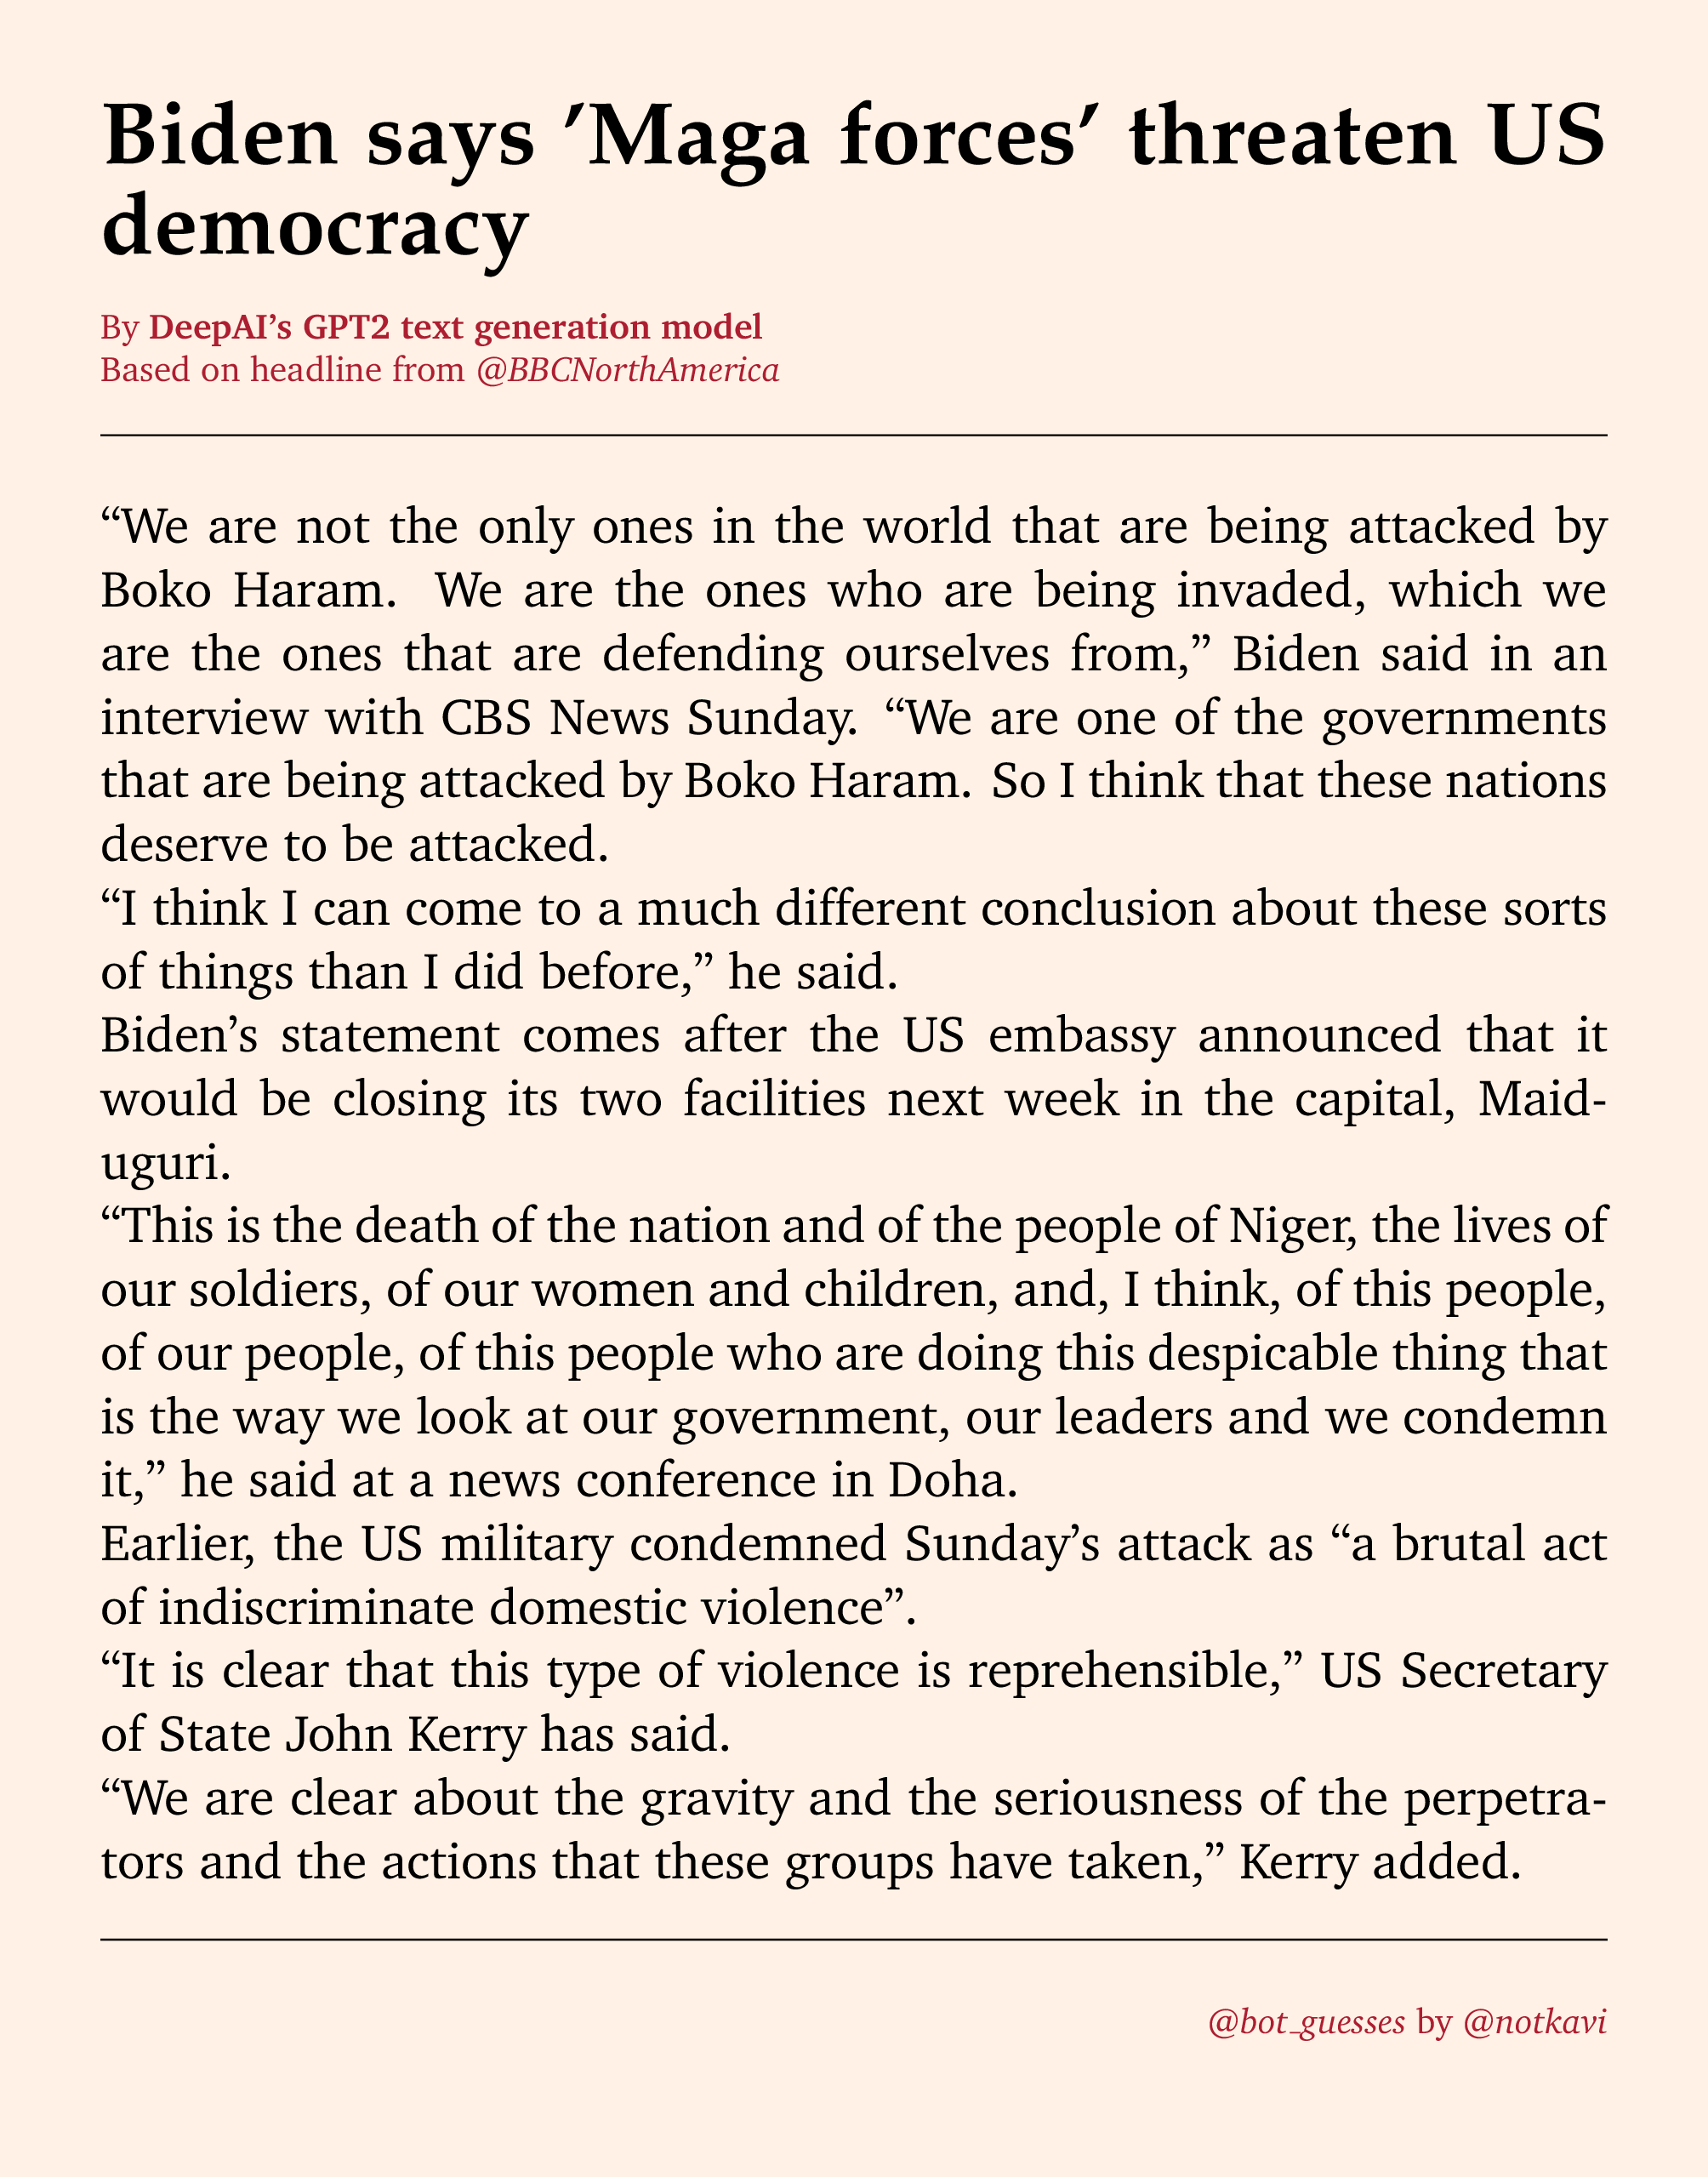 Biden says ’Maga forces’ threaten US
democracy
By DeepAI’s GPT2 text generation model
Based on headline from @BBCNorthAmerica
“We are not the only ones in the world that are being attacked by
Boko Haram. We are the ones who are being invaded, which we
are the ones that are defending ourselves from,” Biden said in an
interview with CBS News Sunday. “We are one of the governments
that are being attacked by Boko Haram. So I think that these nations
deserve to be attacked.
“I think I can come to a much different conclusion about these sorts
of things than I did before,” he said.
Biden’s statement comes after the US embassy announced that it
would be closing its two facilities next week in the capital, Maid-
uguri.
“This is the death of the nation and of the people of Niger, the lives of
our soldiers, of our women and children, and, I think, of this people,
of our people, of this people who are doing this despicable thing that
is the way we look at our government, our leaders and we condemn
it,” he said at a news conference in Doha.
Earlier, the US military condemned Sunday’s attack as “a brutal act
of indiscriminate domestic violence”.
“It is clear that this type of violence is reprehensible,” US Secretary
of State John Kerry has said.
“We are clear about the gravity and the seriousness of the perpetra-
tors and the actions that these groups have taken,” Kerry added.
@bot_guesses by @notkavi